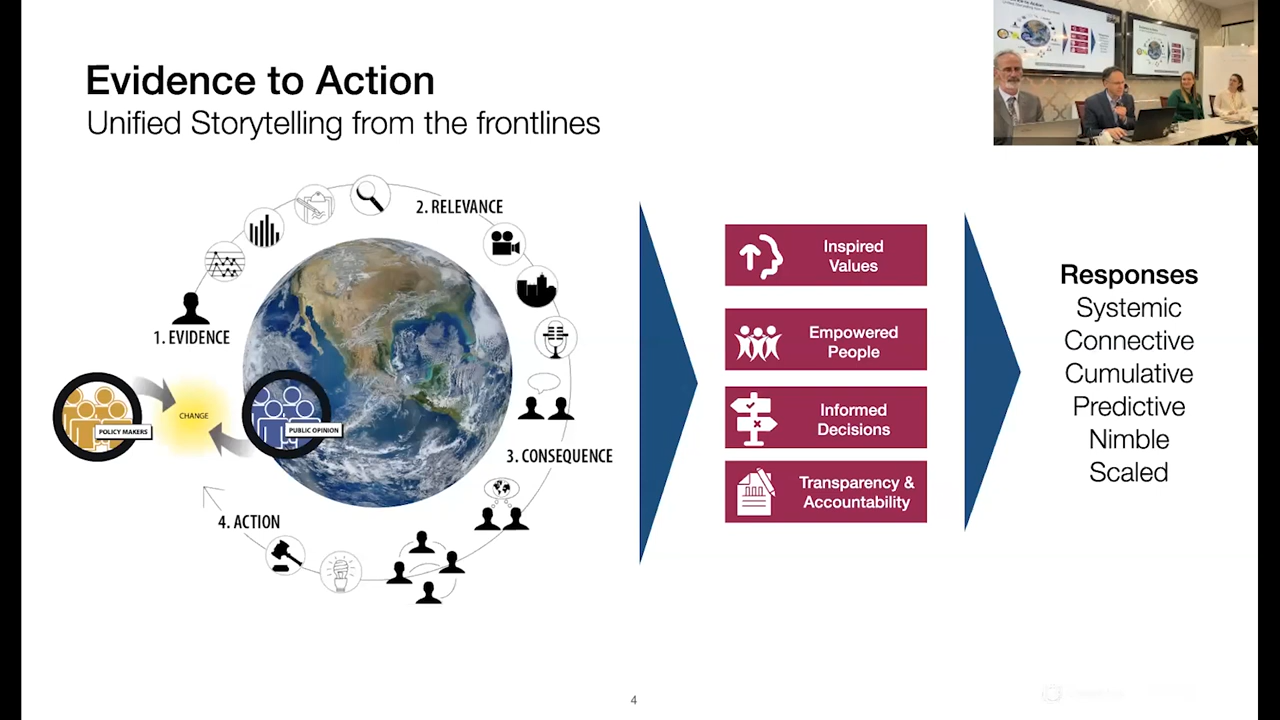 Evidence to Action
Unified Storytelling from the frontlines
2. RELEVANCE
1. EVIDENCE
POLICY MAKERS
CHANGE
PUBLIC OPINION
3. CONSEQUENCE
4. ACTION
Inspired
Values
Empowered
People
Informed
Decisions
Transparency &
Accountability
Responses
Systemic
Connective
Cumulative
Predictive
Nimble
Scaled
4